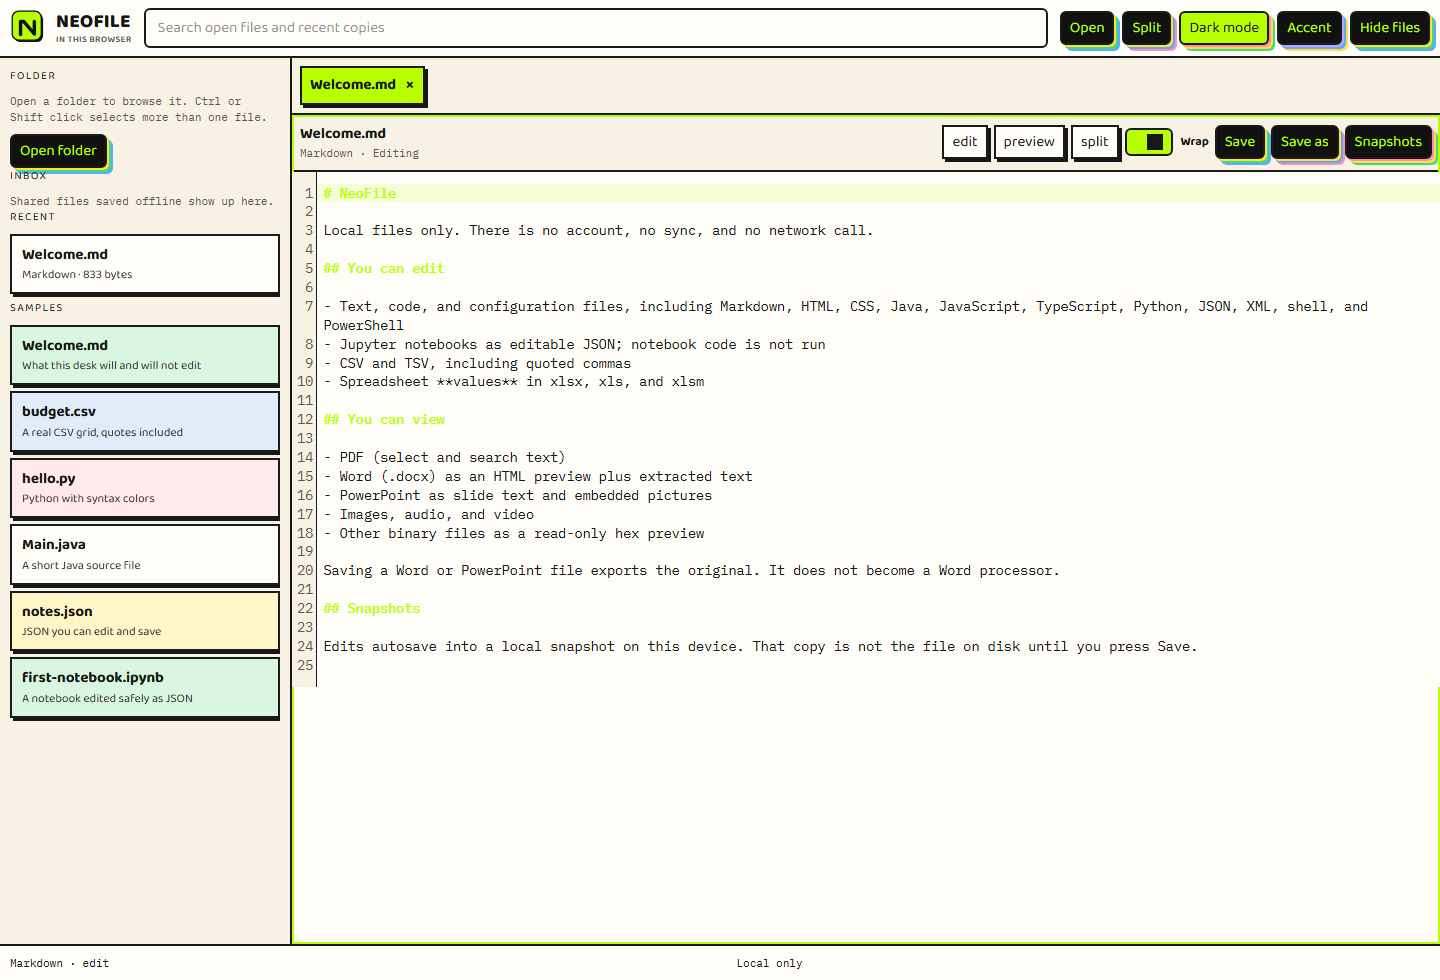 N
NEOFILE
IN THIS BROWSER
Search open files and recent copies
Open
Split
Dark mode
Accent
Hide files
FOLDER
Open a folder to browse it. Ctrl or
Shift click selects more than one file.
Open folder
INBOX
Shared files saved offline show up here.
RECENT
Welcome.md
Markdown · 833 bytes
SAMPLES
Welcome.md
What this desk will and will not edit
budget.csv
A real CSV grid, quotes included
hello.py
Python with syntax colors
Main.java
A short Java source file
notes.json
JSON you can edit and save
first-notebook.ipynb
A notebook edited safely as JSON
Welcome.md ×
Welcome.md
Markdown · Editing
edit
preview
split
Wrap
Save
Save as
Snapshots
1 # NeoFile
2
3 Local files only. There is no account, no sync, and no network call.
4
5 ## You can edit
6
7 - Text, code, and configuration files, including Markdown, HTML, CSS, Java, JavaScript, TypeScript, Python, JSON, XML, shell, and
PowerShell
8 - Jupyter notebooks as editable JSON; notebook code is not run
9 - CSV and TSV, including quoted commas
10 - Spreadsheet **values** in xlsx, xls, and xlsm
11
12 ## You can view
13
14 - PDF (select and search text)
15 - Word (.docx) as an HTML preview plus extracted text
16 - PowerPoint as slide text and embedded pictures
17 - Images, audio, and video
18 - Other binary files as a read-only hex preview
19
20 Saving a Word or PowerPoint file exports the original. It does not become a Word processor.
21
22 ## Snapshots
23
24 Edits autosave into a local snapshot on this device. That copy is not the file on disk until you press Save.
25
Markdown · edit
Local only